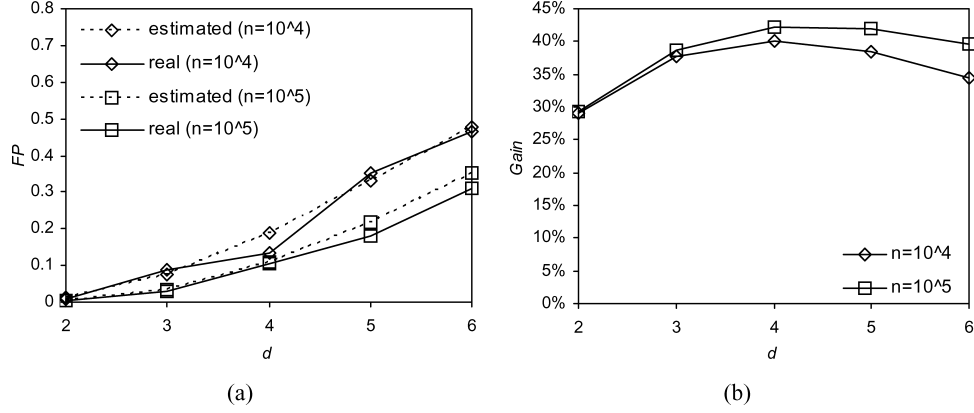 0.8
0.7
0.6
0.5
0.4
0.3
0.2
0.1
0
FP
estimated (n=10^4)
real (n=10^4)
estimated (n=10^5)
real (n=10^5)
2 3 4 5 6
d
(a)
45%
40%
35%
30%
25%
20%
15%
10%
5%
0%
Gain
n=10^4
n=10^5
2 3 4 5 6
d
(b)